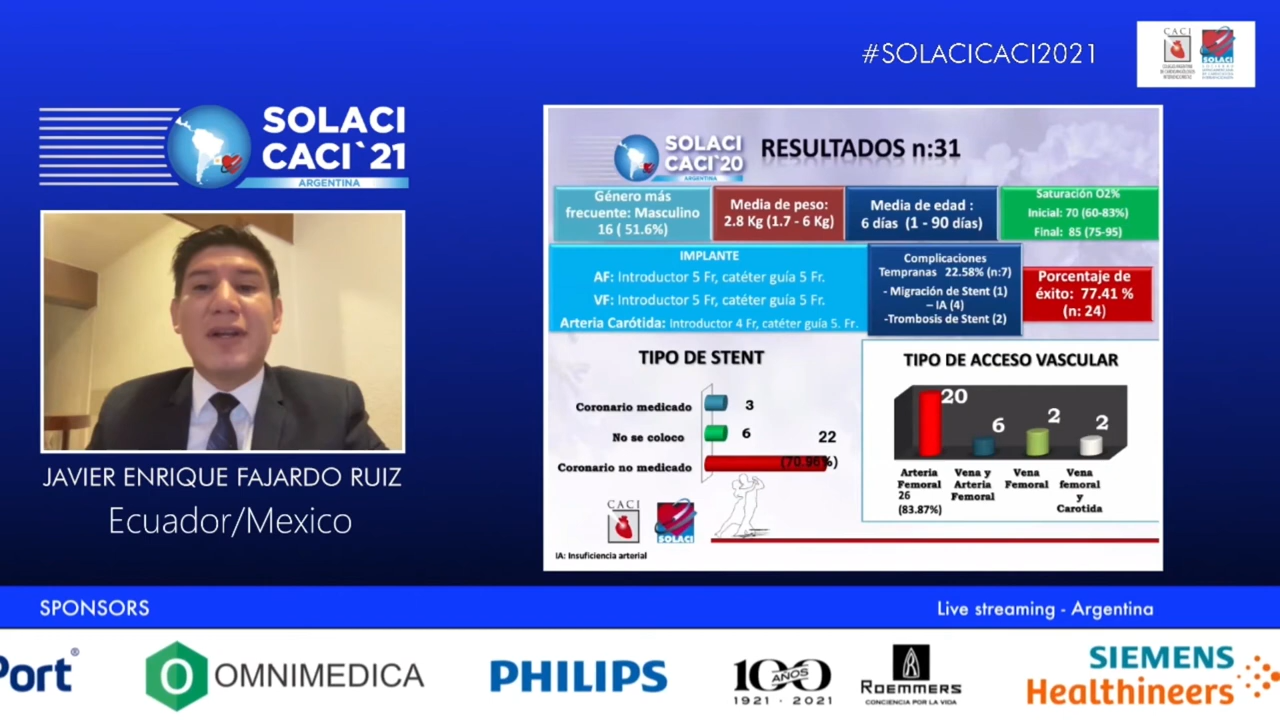 #SOLACICACI2021
CACI
SOLACI
SOLACI
CACI`21
ARGENTINA
JAVIER ENRIQUE FAJARDO RUIZ
Ecuador/Mexico
SOLACI
CACI`20
ARGENTINA
RESULTADOS n:31
Género más
frecuente: Masculino
16 ( 51.6%)
Media de peso:
2.8 Kg (1.7 - 6 Kg)
Media de edad :
6 días (1 - 90 días)
Saturación O2%
Inicial: 70 (60-83%)
Final: 85 (75-95)
IMPLANTE
AF: Introductor 5 Fr, catéter guía 5 Fr.
VF: Introductor 5 Fr, catéter guía 5 Fr.
Arteria Carótida: Introductor 4 Fr, catéter guía 5. Fr.
Complicaciones
Tempranas 22.58% (n:7)
- Migración de Stent (1)
– IA (4)
-Trombosis de Stent (2)
Porcentaje de
éxito: 77.41 %
(n: 24)
TIPO DE STENT
Coronario medicado 3
No se coloco 6
22
Coronario no medicado (70.96%)
CACI
SOLACI
IA: Insuficiencia arterial
TIPO DE ACCESO VASCULAR
20
6
2
2
Arteria
Femoral
26
(83.87%)
Vena y
Arteria
Femoral
Vena
Femoral
Vena
femoral
y
Carotida
SPONSORS
Live streaming - Argentina
Port®
OMNIMEDICA
PHILIPS
100
AÑOS
1921 - 2021
ROEMMERS
CONCIENCIA POR LA VIDA
SIEMENS
Healthineers